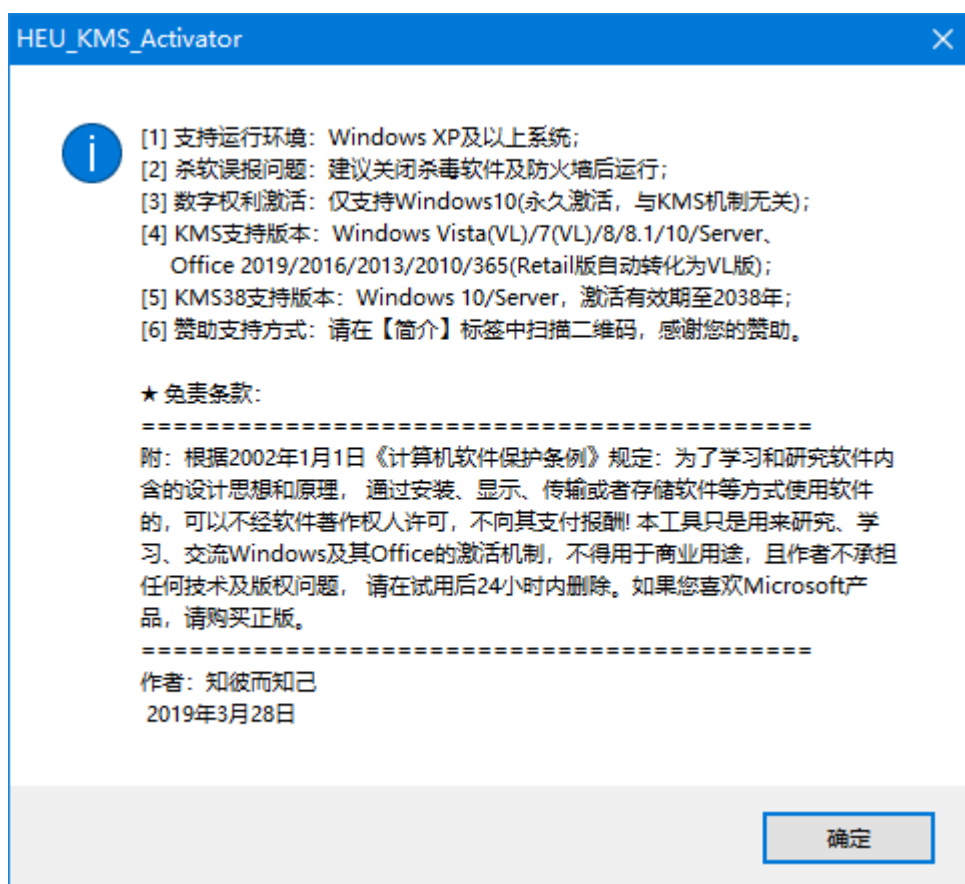 HEU_KMS_Activator
[1] 支持运行环境：Windows XP及以上系统;
[2] 杀软误报问题：建议关闭杀毒软件及防火墙后运行;
[3] 数字权利激活：仅支持Windows10(永久激活，与KMS机制无关);
[4] KMS支持版本：Windows Vista(VL)/7(VL)/8/8.1/10/Server、
Office 2019/2016/2013/2010/365(Retail版自动转化为VL版);
[5] KMS38支持版本：Windows 10/Server，激活有效期至2038年;
[6] 赞助支持方式：请在【简介】标签中扫描二维码，感谢您的赞助。
★ 免责条款：
==========================================
附：根据2002年1月1日《计算机软件保护条例》规定：为了学习和研究软件内
含的设计思想和原理， 通过安装、显示、传输或者存储软件等方式使用软件
的，可以不经软件著作权人许可，不向其支付报酬! 本工具只是用来研究、学
习、交流Windows及其Office的激活机制，不得用于商业用途，且作者不承担
任何技术及版权问题， 请在试用后24小时内删除。如果您喜欢Microsoft产
品，请购买正版。
==========================================
作者：知彼而知己
2019年3月28日
确定